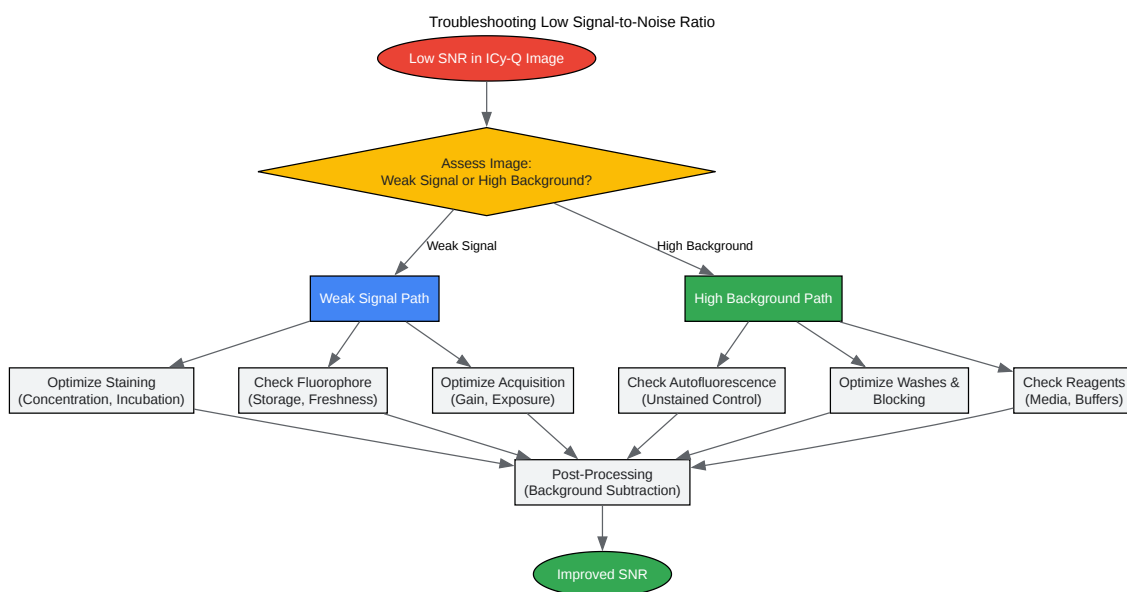 Troubleshooting Low Signal-to-Noise Ratio
Low SNR in ICy-Q Image
Assess Image:
Weak Signal or High Background?
Weak Signal
High Background
Weak Signal Path
High Background Path
Optimize Staining
(Concentration, Incubation)
Check Fluorophore
(Storage, Freshness)
Optimize Acquisition
(Gain, Exposure)
Check Autofluorescence
(Unstained Control)
Optimize Washes &
Blocking
Check Reagents
(Media, Buffers)
Post-Processing
(Background Subtraction)
Improved SNR